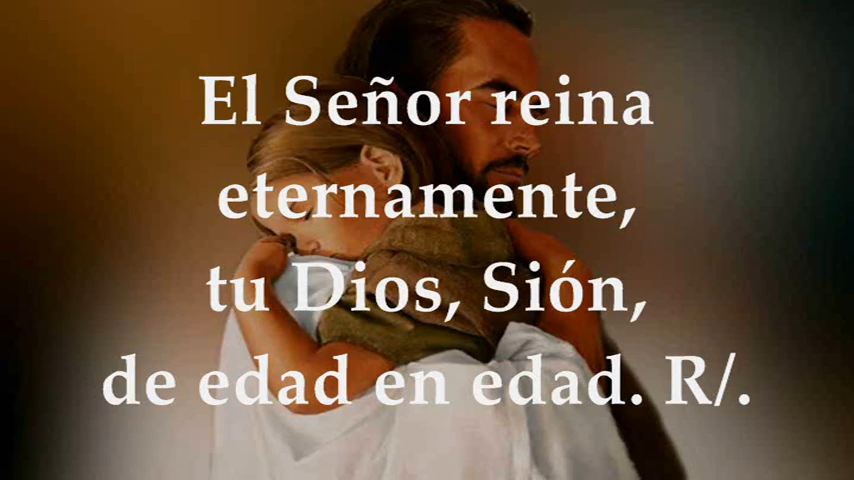 El Señor reina
eternamente,
tu Dios, Sión,
de edad en edad. R/.